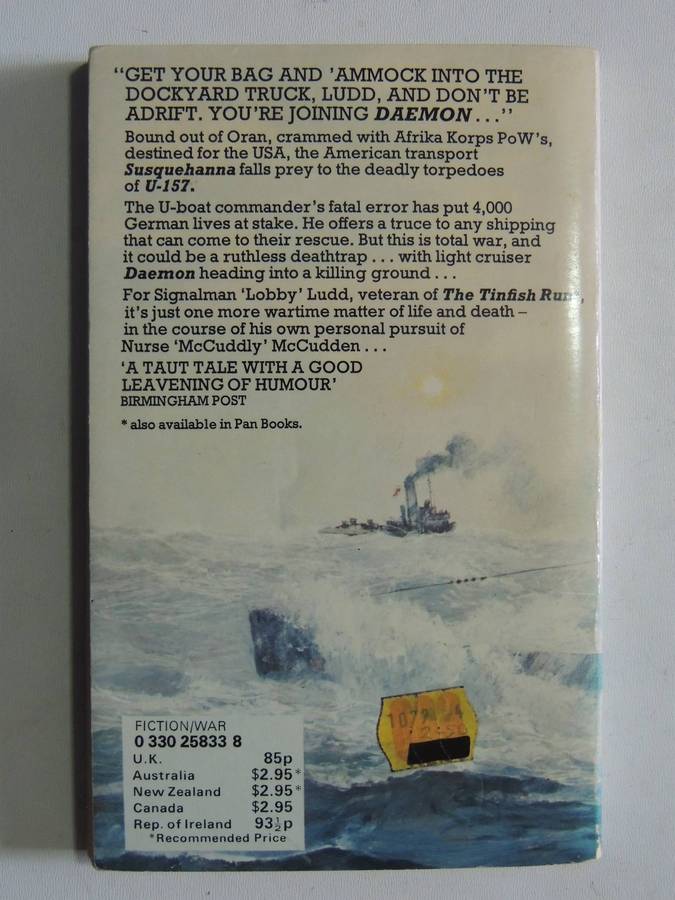 “GET YOUR BAG AND ’AMMOCK INTO THE
DOCKYARD TRUCK, LUDD, AND DON’T BE
ADRIFT. YOU’RE JOINING DAEMON . . .”
Bound out of Oran, crammed with Afrika Korps PoW’s,
destined for the USA, the American transport
Susquehanna falls prey to the deadly torpedoes
of U-157.
The U-boat commander’s fatal error has put 4,000
German lives at stake. He offers a truce to any shipping
that can come to their rescue. But this is total war, and
it could be a ruthless deathtrap . . . with light cruiser
Daemon heading into a killing ground . . .
For Signalman ‘Lobby’ Ludd, veteran of The Tinfish Run*,
it’s just one more wartime matter of life and death –
in the course of his own personal pursuit of
Nurse ‘McCuddly’ McCudden . . .
‘A TAUT TALE WITH A GOOD
LEAVENING OF HUMOUR’
BIRMINGHAM POST
* also available in Pan Books.
FICTION/WAR
0 330 25833 8
U.K. 85p
Australia $2.95*
New Zealand $2.95*
Canada $2.95
Rep. of Ireland 93½p
*Recommended Price